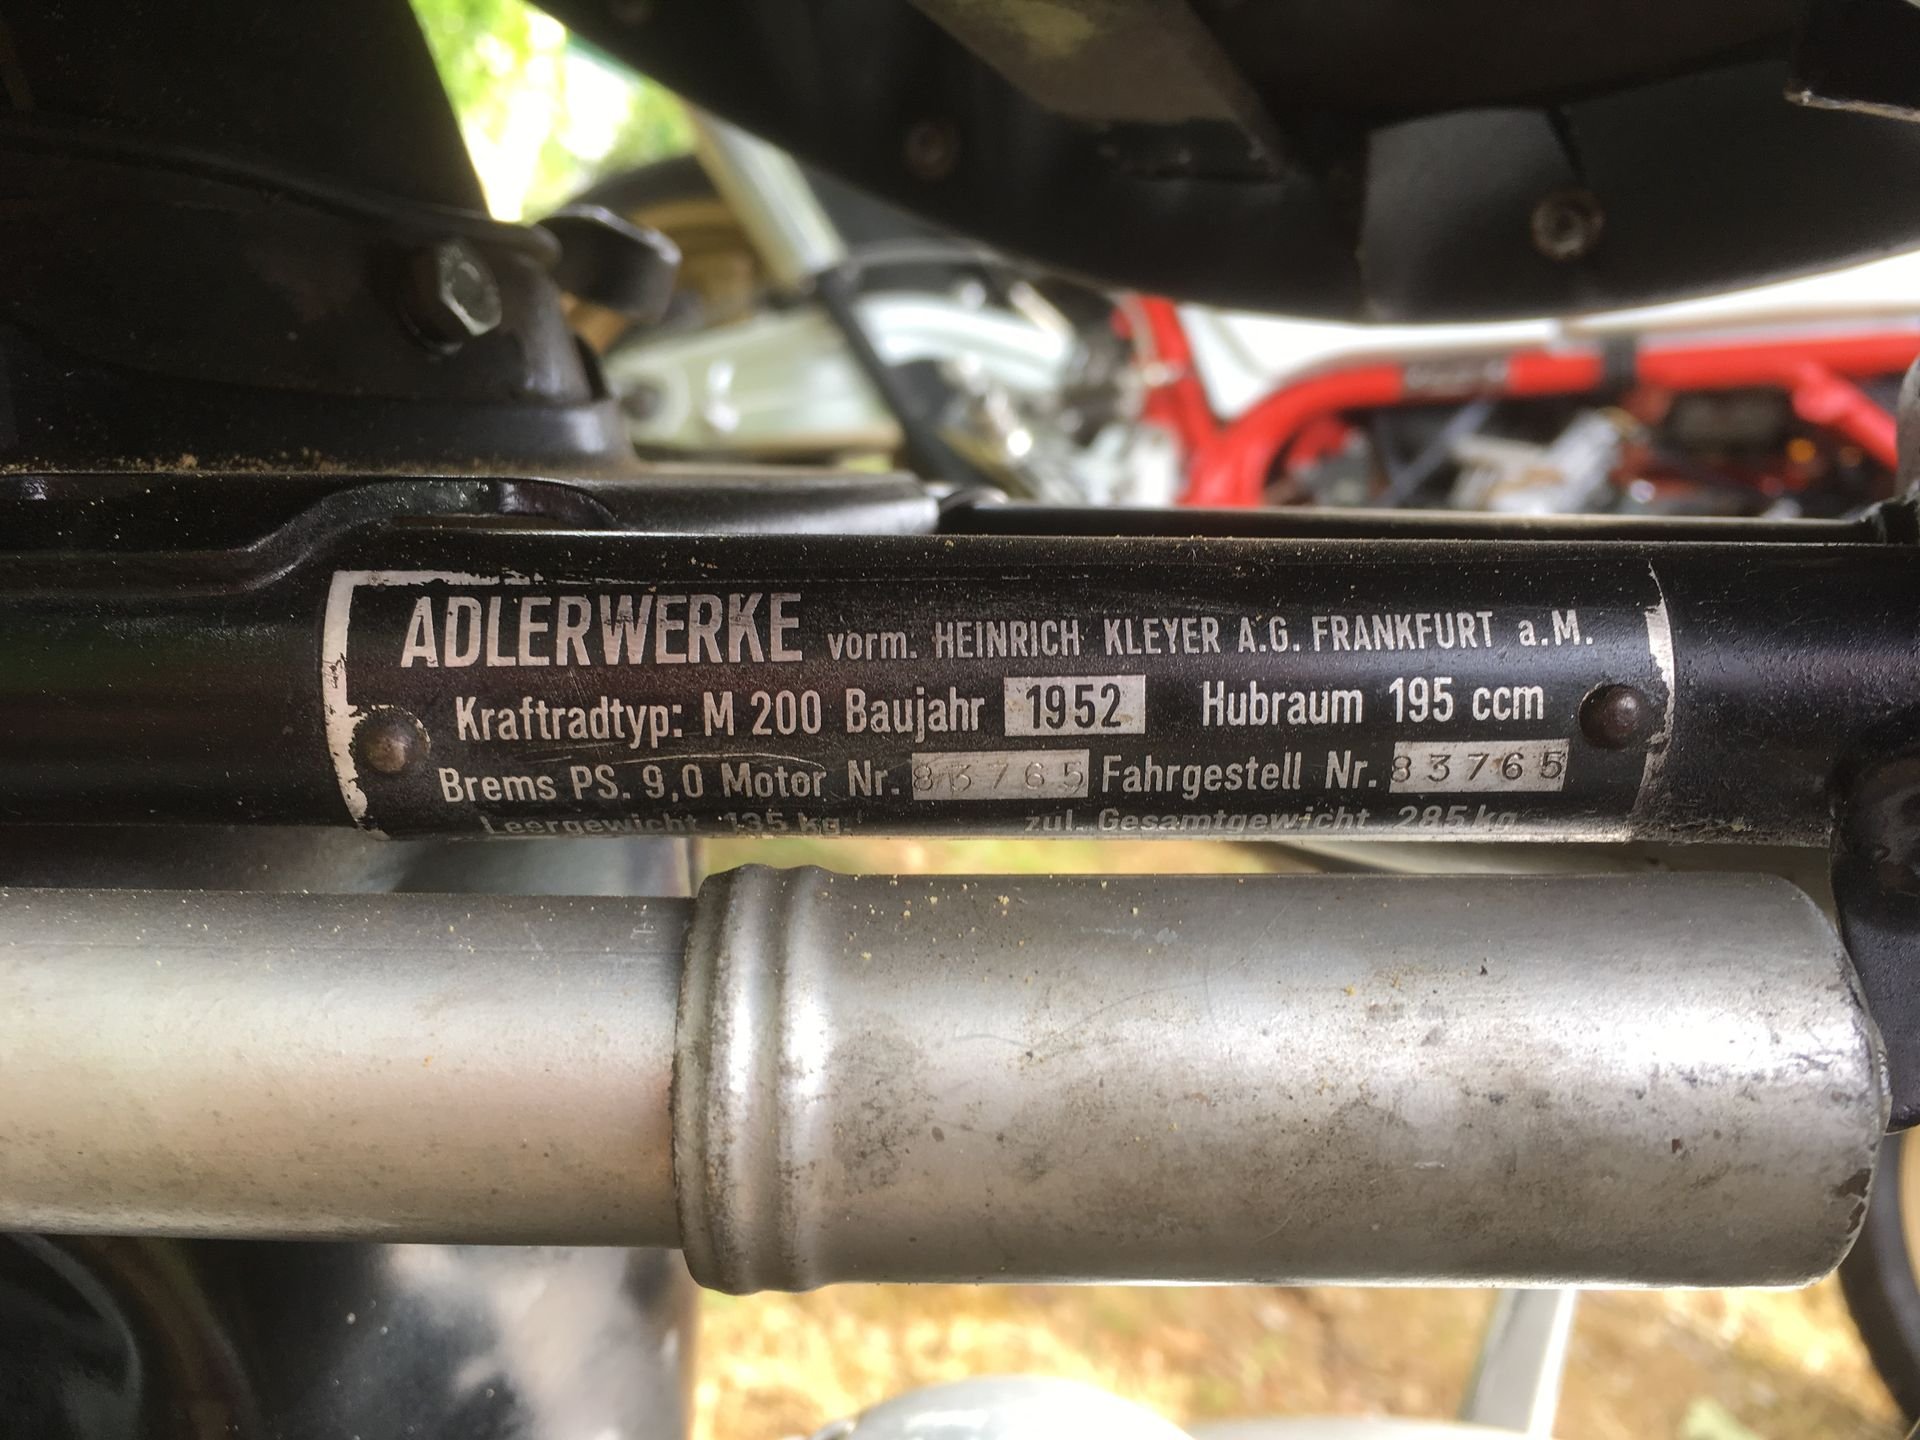 ADLERWERKE vorm. HEINRICH KLEYER A.G. FRANKFURT a.M.
Kraftradtyp: M 200 Baujahr 1952 Hubraum 195 ccm
Brems PS. 9,0 Motor Nr. 83765 Fahrgestell Nr. 83765
Leergewicht 135 kg. zul. Gesamtgewicht 285 kg